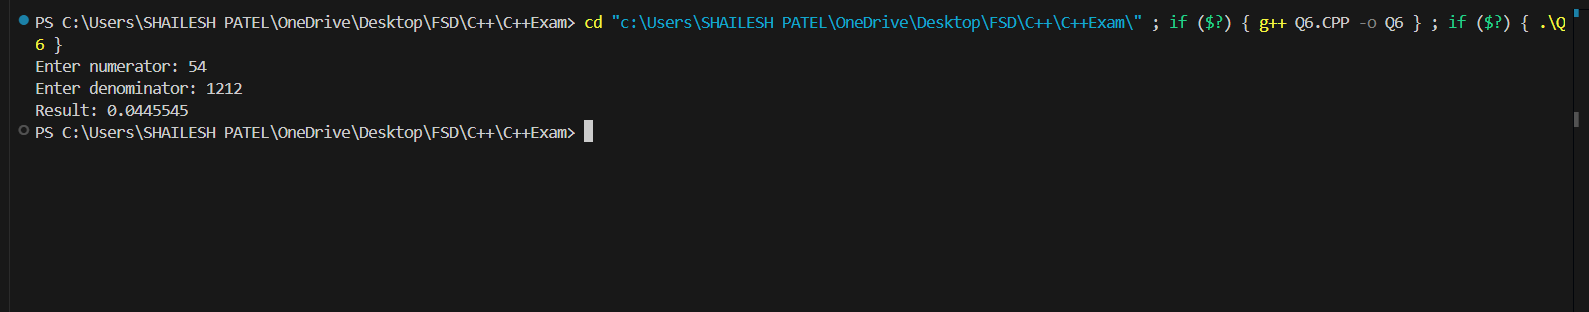 PS C:\Users\SHAILESH PATEL\OneDrive\Desktop\FSD\C++\C++Exam> cd "c:\Users\SHAILESH PATEL\OneDrive\Desktop\FSD\C++\C++Exam\" ; if ($?) { g++ Q6.CPP -o Q6 } ; if ($?) { .\Q
6 }
Enter numerator: 54
Enter denominator: 1212
Result: 0.0445545
PS C:\Users\SHAILESH PATEL\OneDrive\Desktop\FSD\C++\C++Exam>